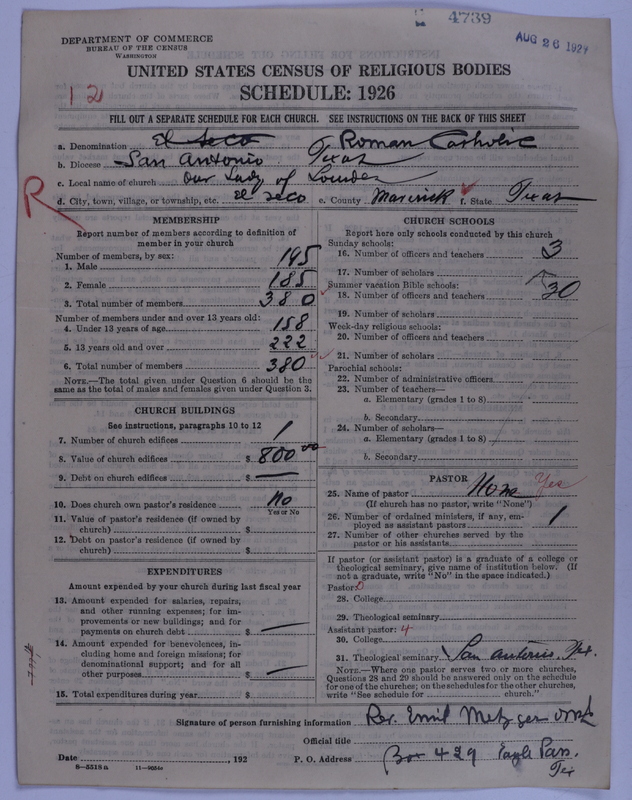 4739
AUG 26 1927
DEPARTMENT OF COMMERCE
BUREAU OF THE CENSUS
WASHINGTON
UNITED STATES CENSUS OF RELIGIOUS BODIES
SCHEDULE: 1926
1 2
FILL OUT A SEPARATE SCHEDULE FOR EACH CHURCH. SEE INSTRUCTIONS ON THE BACK OF THIS SHEET
a. Denomination El Seco Roman Catholic
b. Diocese San Antonio Texas
c. Local name of church Our Lady of Lourdes
R
d. City, town, village, or township, etc. El Seco e. County Maverick f. State Texas
MEMBERSHIP
Report number of members according to definition of member in your church
Number of members, by sex:
1. Male 195
2. Female 185
3. Total number of members 380
Number of members under and over 13 years old:
4. Under 13 years of age 158
5. 13 years old and over 222
6. Total number of members 380
NOTE.—The total given under Question 6 should be the
same as the total of males and females given under Question 3.
CHURCH BUILDINGS
See instructions, paragraphs 10 to 12
7. Number of church edifices 1
8. Value of church edifices $ 800 00
9. Debt on church edifices $ —
10. Does church own pastor's residence No
Yes or No
11. Value of pastor's residence (if owned by
church) $
12. Debt on pastor's residence (if owned by
church) $
EXPENDITURES
Amount expended by your church during last fiscal year
13. Amount expended for salaries, repairs,
and other running expenses; for im-
provements or new buildings; and for
payments on church debt $ —
14. Amount expended for benevolences, in-
cluding home and foreign missions; for
denominational support; and for all
other purposes $ —
15. Total expenditures during year $
CHURCH SCHOOLS
Report here only schools conducted by this church
Sunday schools:
16. Number of officers and teachers 3
17. Number of scholars
Summer vacation Bible schools: 30
18. Number of officers and teachers
19. Number of scholars
Week-day religious schools:
20. Number of officers and teachers
21. Number of scholars
Parochial schools:
22. Number of administrative officers
23. Number of teachers—
a. Elementary (grades 1 to 8)
b. Secondary
24. Number of scholars—
a. Elementary (grades 1 to 8)
b. Secondary
PASTOR
25. Name of pastor None Yes
(If church has no pastor, write "None")
26. Number of ordained ministers, if any, em-
ployed as assistant pastors 1
27. Number of other churches served by the
pastor or his assistants
If pastor (or assistant pastor) is a graduate of a college or
theological seminary, give name of institution below. (If
not a graduate, write "No" in the space indicated.)
Pastor: 0
28. College
29. Theological seminary
Assistant pastor: 4
30. College
31. Theological seminary San Antonio, Tex.
NOTE.—Where one pastor serves two or more churches,
Questions 28 and 29 should be answered only on the schedule
for one of the churches; on the schedules for the other churches,
write "See schedule for church."
Signature of person furnishing information Rev. Emil Metzger
Official title
Date , 192 P. O. Address Box 429 Eagle Pass.
Tex
8—5518a 11—9664c